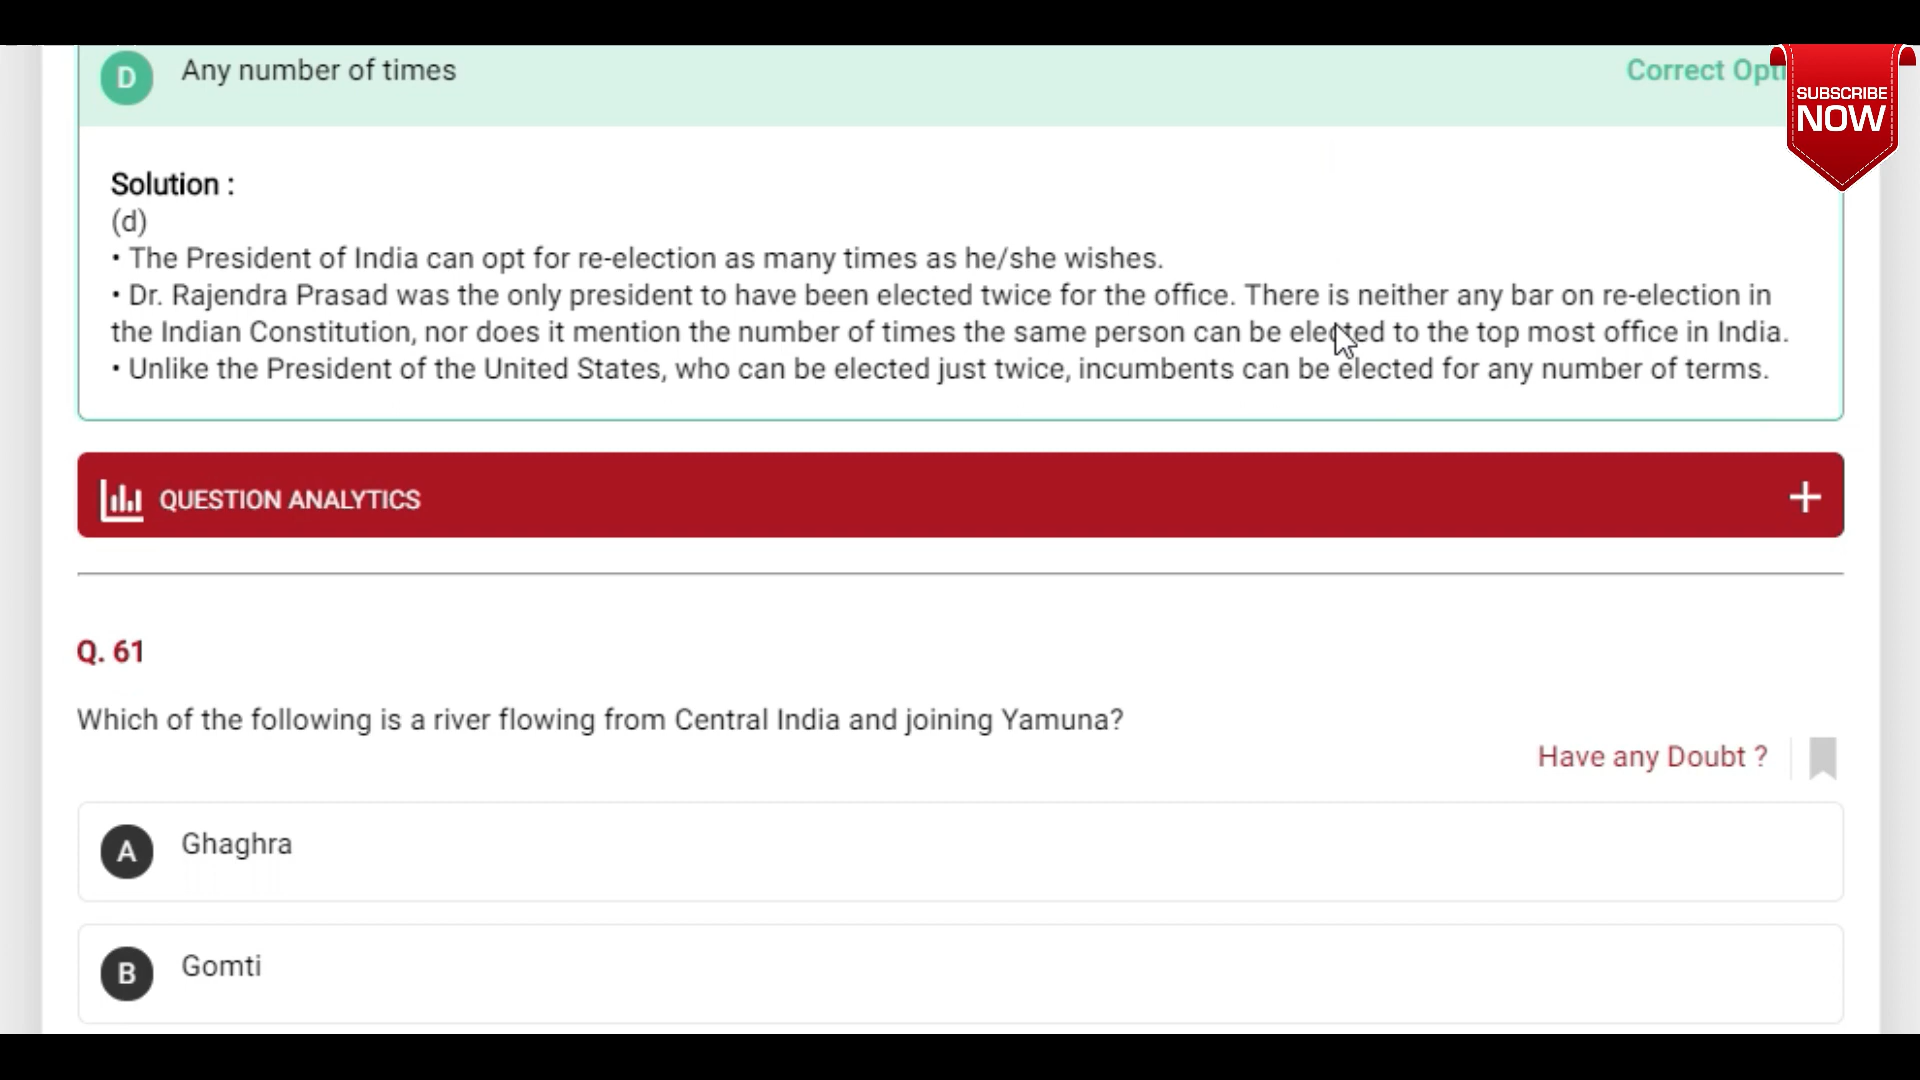 D Any number of times Correct Opti
SUBSCRIBE
NOW
Solution :
(d)
• The President of India can opt for re-election as many times as he/she wishes.
• Dr. Rajendra Prasad was the only president to have been elected twice for the office. There is neither any bar on re-election in
the Indian Constitution, nor does it mention the number of times the same person can be elected to the top most office in India.
• Unlike the President of the United States, who can be elected just twice, incumbents can be elected for any number of terms.
QUESTION ANALYTICS +
Q. 61
Which of the following is a river flowing from Central India and joining Yamuna?
Have any Doubt ?
A Ghaghra
B Gomti